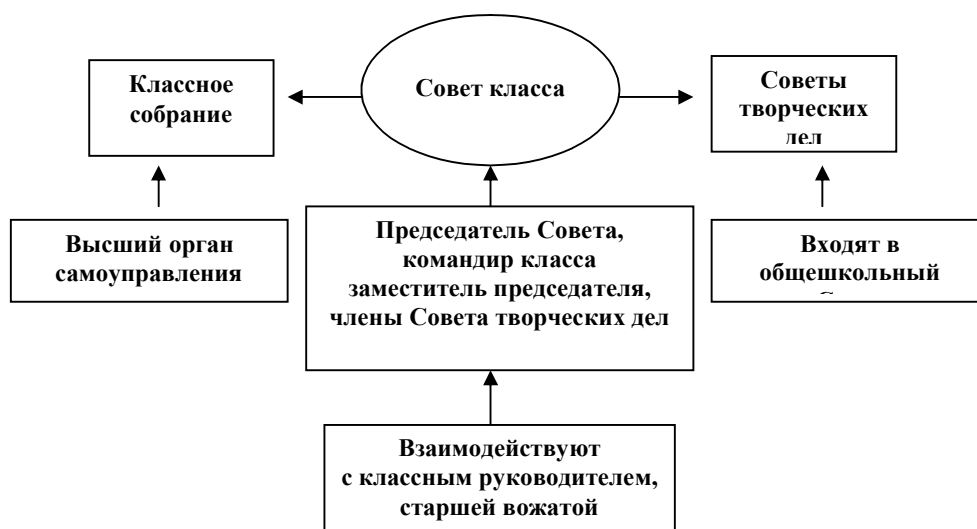 Совет класса
Классное
собрание
Советы
творческих
дел
Высший орган
самоуправления
Председатель Совета,
командир класса
заместитель председателя,
члены Совета творческих дел
Входят в
общешкольный
Взаимодействуют
с классным руководителем,
старшей вожатой